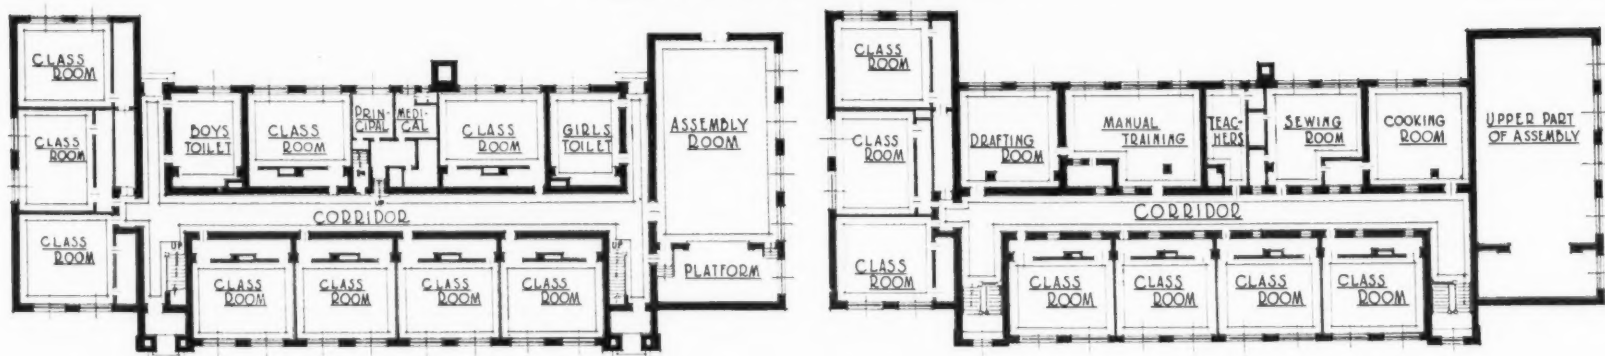 CLASS
ROOM
BOYS
TOILET
CLASS
ROOM
PRIN-
CIPAL
MEDI-
CAL
CLASS
ROOM
GIRLS
TOILET
ASSEMBLY
ROOM
CLASS
ROOM
UP
UP
CORRIDOR
CLASS
ROOM
UP
UP
CLASS
ROOM
CLASS
ROOM
CLASS
ROOM
CLASS
ROOM
PLATFORM
CLASS
ROOM
CLASS
ROOM
DRAFTING
ROOM
MANUAL
TRAINING
TEAC-
HERS
SEWING
ROOM
COOKING
ROOM
UPPER PART
OF ASSEMBLY
CORRIDOR
CLASS
ROOM
CLASS
ROOM
CLASS
ROOM
CLASS
ROOM
CLASS
ROOM